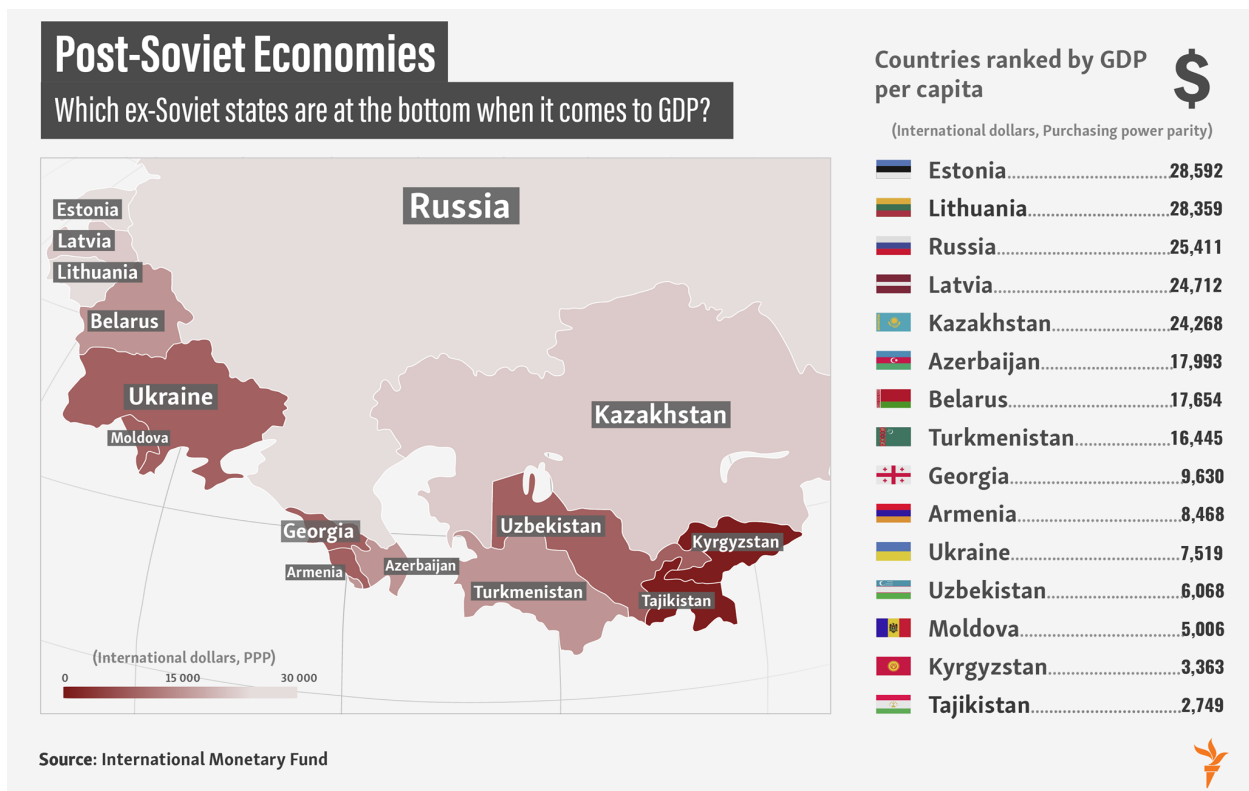 Post-Soviet Economies
Which ex-Soviet states are at the bottom when it comes to GDP?
Countries ranked by GDP
per capita
$
(International dollars, Purchasing power parity)
Estonia 28,592
Lithuania 28,359
Russia 25,411
Latvia 24,712
Kazakhstan 24,268
Azerbaijan 17,993
Belarus 17,654
Turkmenistan 16,445
Georgia 9,630
Armenia 8,468
Ukraine 7,519
Uzbekistan 6,068
Moldova 5,006
Kyrgyzstan 3,363
Tajikistan 2,749
Russia
Estonia
Latvia
Lithuania
Belarus
Ukraine
Moldova
Kazakhstan
Georgia
Armenia
Azerbaijan
Uzbekistan
Turkmenistan
Kyrgyzstan
Tajikistan
(International dollars, PPP)
0 15 000 30 000
Source: International Monetary Fund